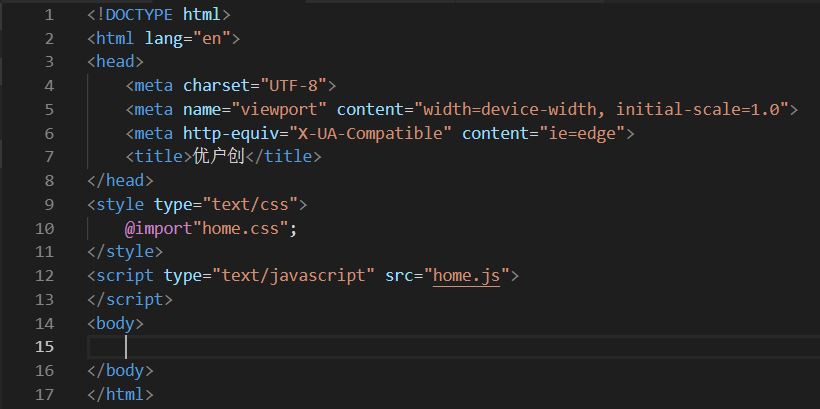 1 <!DOCTYPE html>
2 <html lang="en">
3 <head>
4     <meta charset="UTF-8">
5     <meta name="viewport" content="width=device-width, initial-scale=1.0">
6     <meta http-equiv="X-UA-Compatible" content="ie=edge">
7     <title>优户创</title>
8 </head>
9 <style type="text/css">
10     @import"home.css";
11 </style>
12 <script type="text/javascript" src="home.js">
13 </script>
14 <body>
15
16 </body>
17 </html>